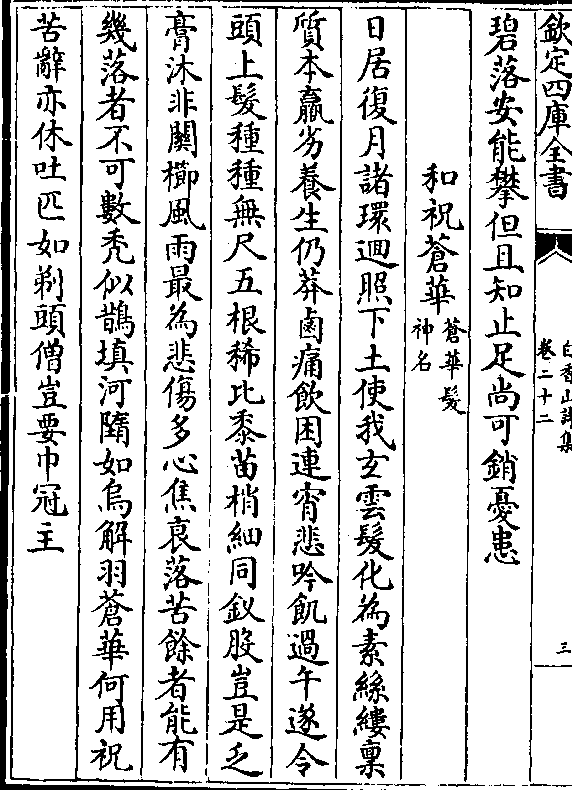 欽定四庫全書
白香山詩集
卷二十二
三
碧落安能攀但且知止足尚可銷憂患
和祝蒼華蒼華髮神名
日居復月諸環迴照下土使我玄雲髮化為素絲縷稟
質本羸劣養生仍莽鹵痛飲困連宵悲吟飢過午遂令
頭上髮種種無尺五根稀比黍苗梢細同釵股豈是乏
膏沐非關櫛風雨最為悲傷多心焦衰落苦餘者能有
幾落者不可數禿似鵲填河隳如烏解羽蒼華何用祝
苦辭亦休吐匹如剃頭僧豈要巾冠主